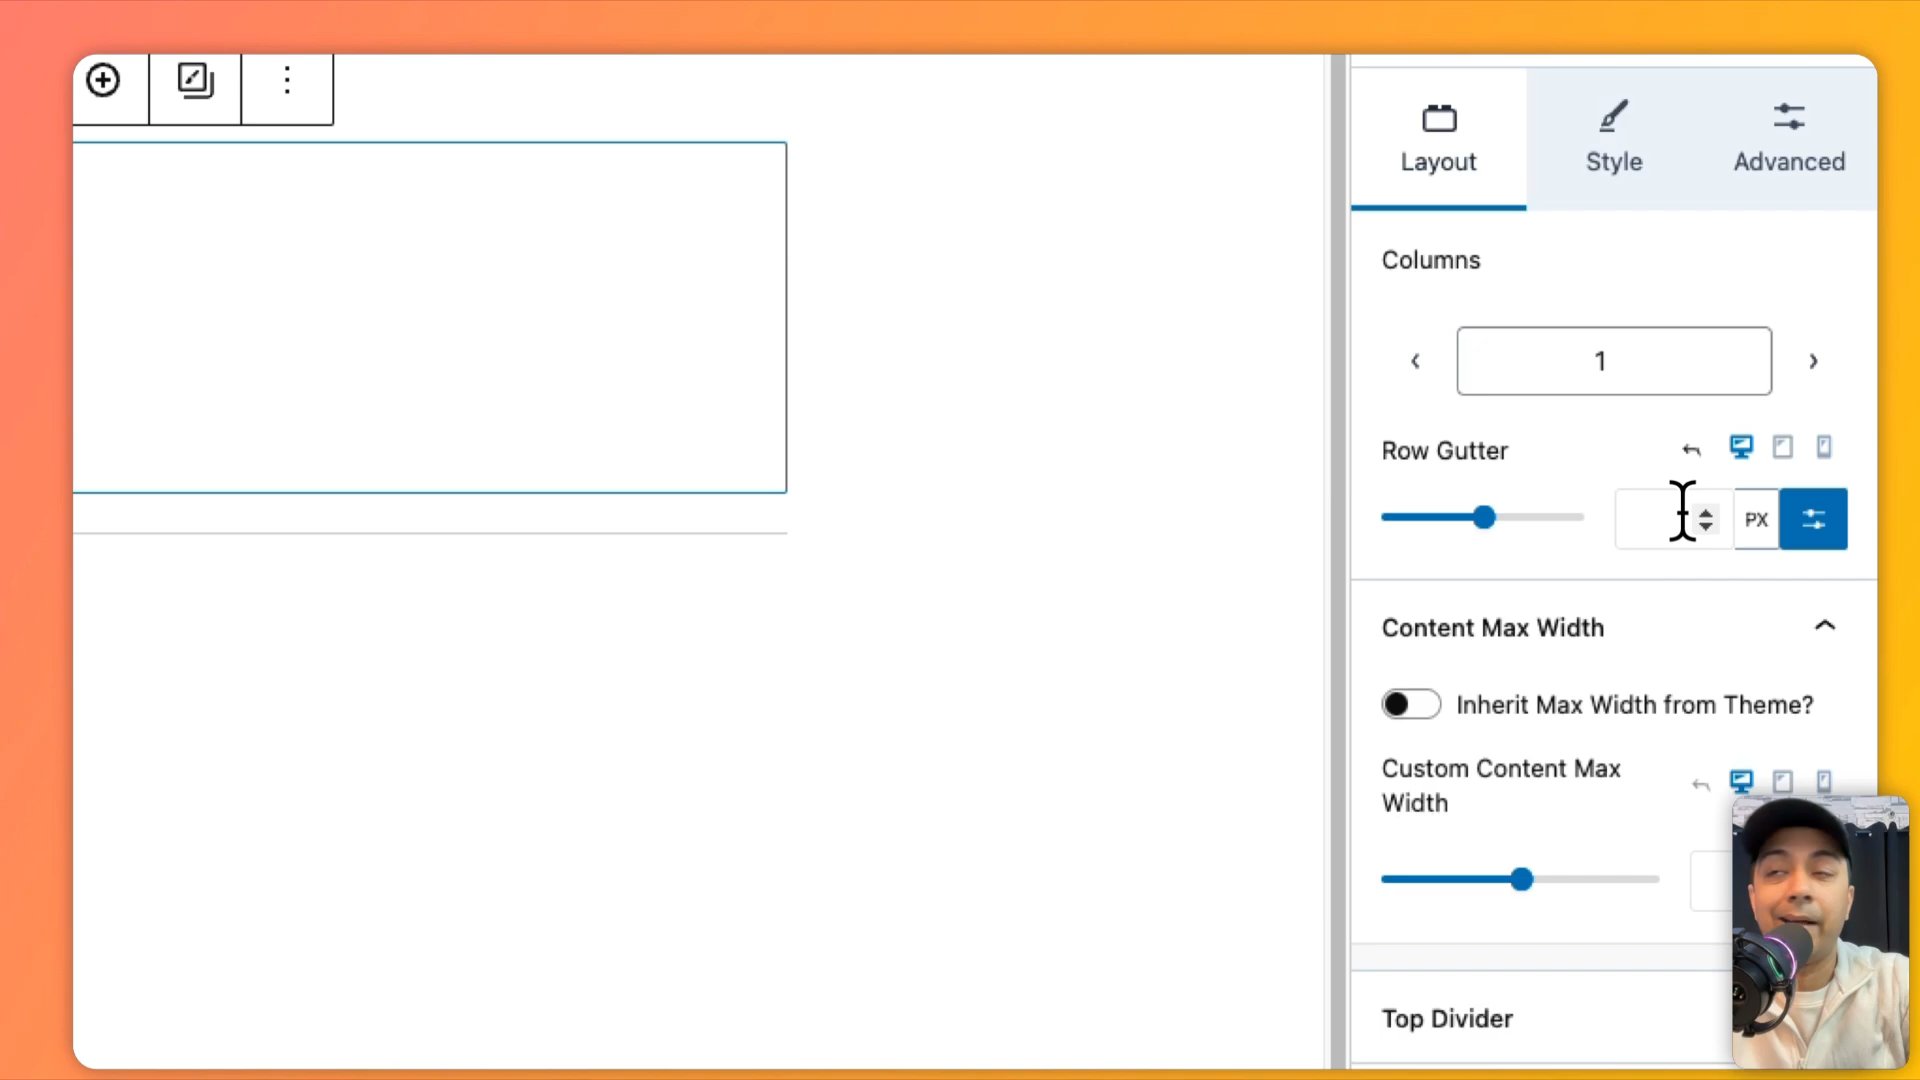 Layout
Style
Advanced
Columns
1
Row Gutter
PX
Content Max Width
Inherit Max Width from Theme?
Custom Content Max
Width
Top Divider